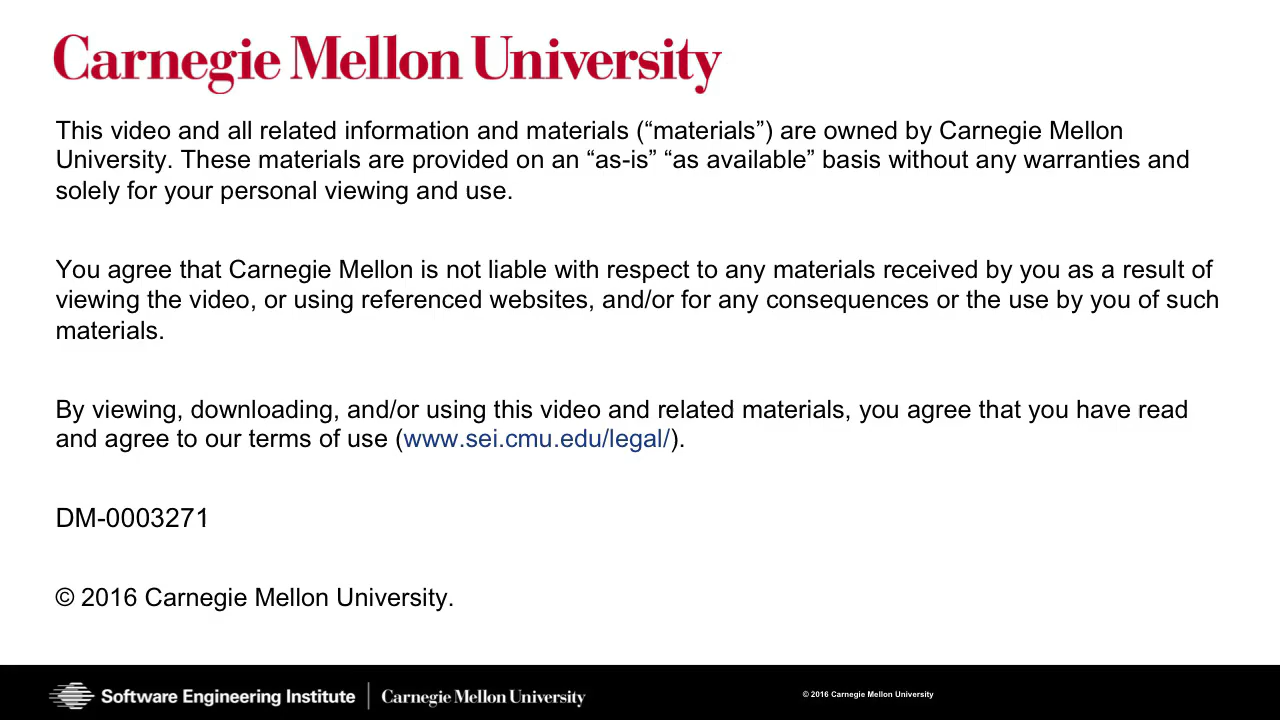 Carnegie Mellon University
This video and all related information and materials (“materials”) are owned by Carnegie Mellon
University. These materials are provided on an “as-is” “as available” basis without any warranties and
solely for your personal viewing and use.
You agree that Carnegie Mellon is not liable with respect to any materials received by you as a result of
viewing the video, or using referenced websites, and/or for any consequences or the use by you of such
materials.
By viewing, downloading, and/or using this video and related materials, you agree that you have read
and agree to our terms of use (www.sei.cmu.edu/legal/).
DM-0003271
© 2016 Carnegie Mellon University.
Software Engineering Institute | Carnegie Mellon University
© 2016 Carnegie Mellon University